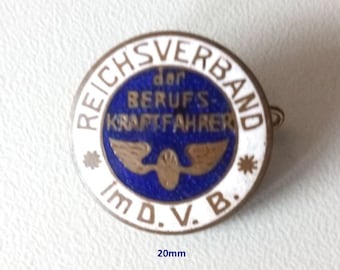 REICHSVERBAND
der
BERUFS-
KRAFTFAHRER
Im D. V. B.
20mm